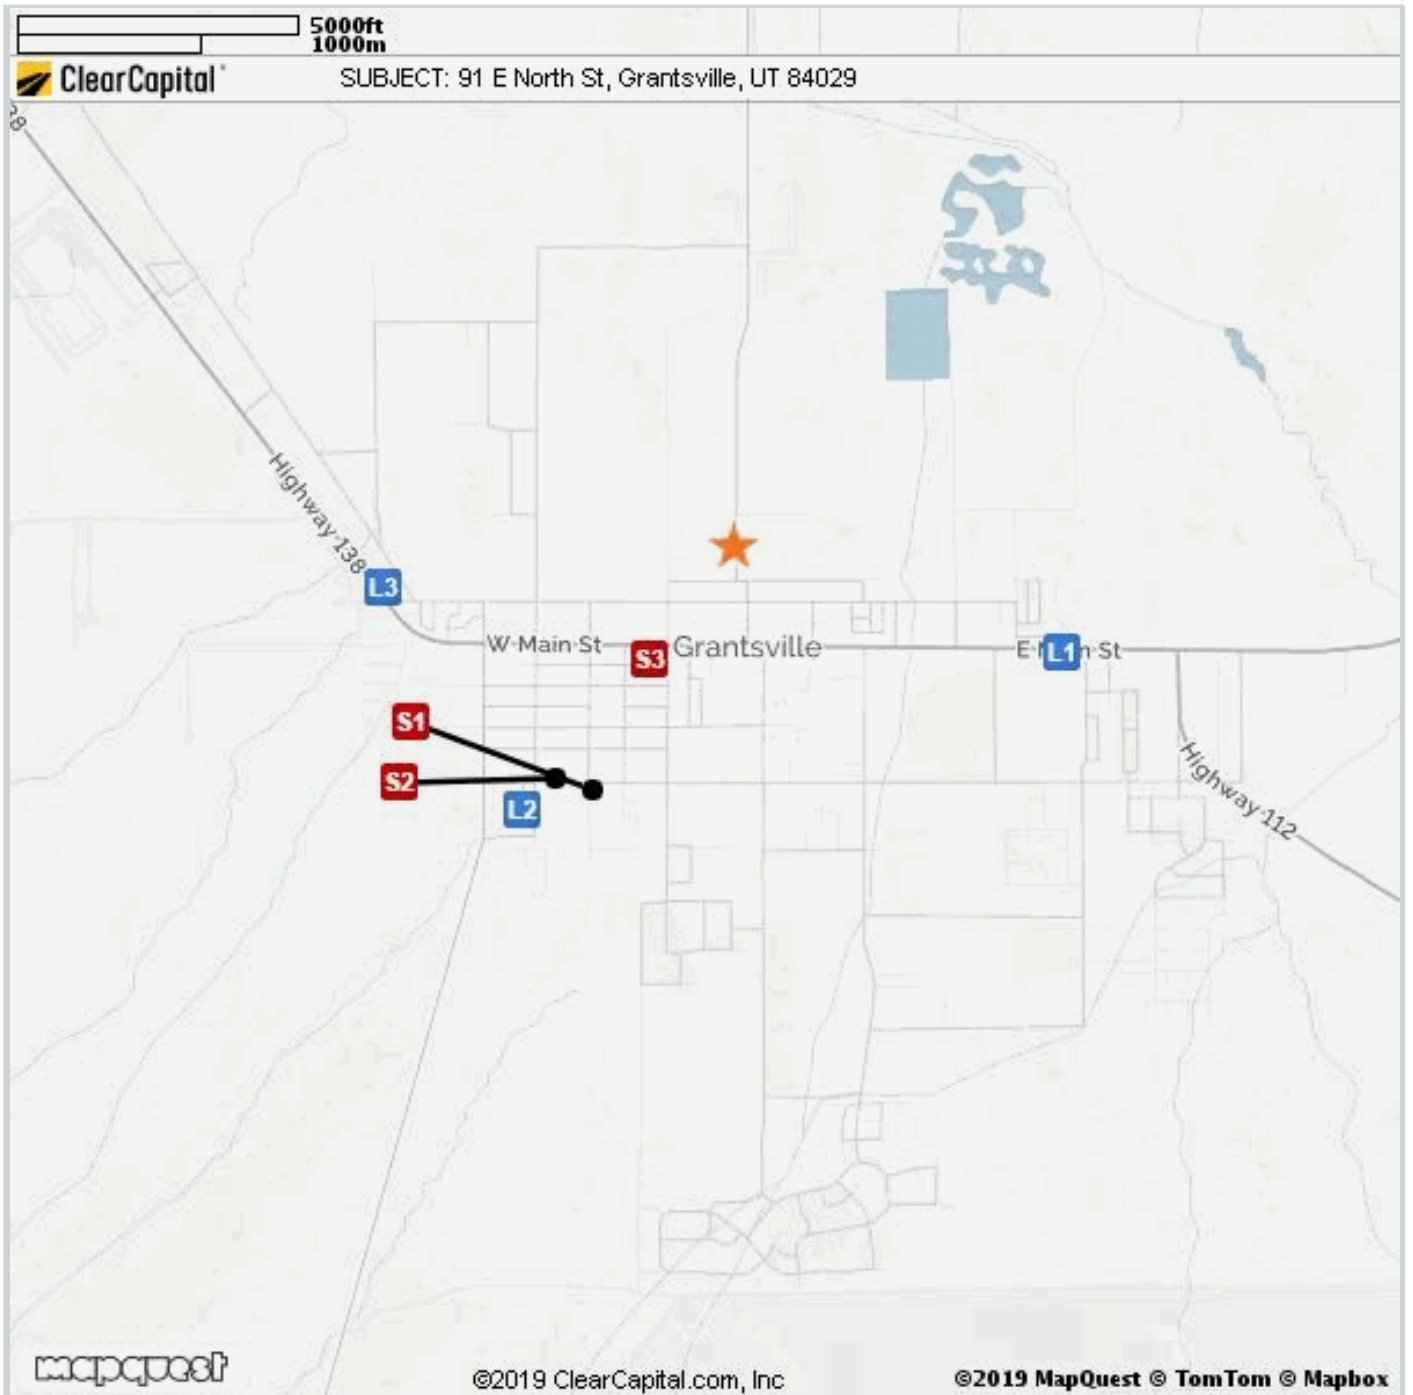 5000ft
1000m
ClearCapital
SUBJECT: 91 E North St, Grantsville, UT 84029
Highway 138
L3
W Main St
S3
Grantsville
L1
S1
S2
L2
Highway 112
mapquest
©2019 ClearCapital.com, Inc
©2019 MapQuest © TomTom © Mapbox